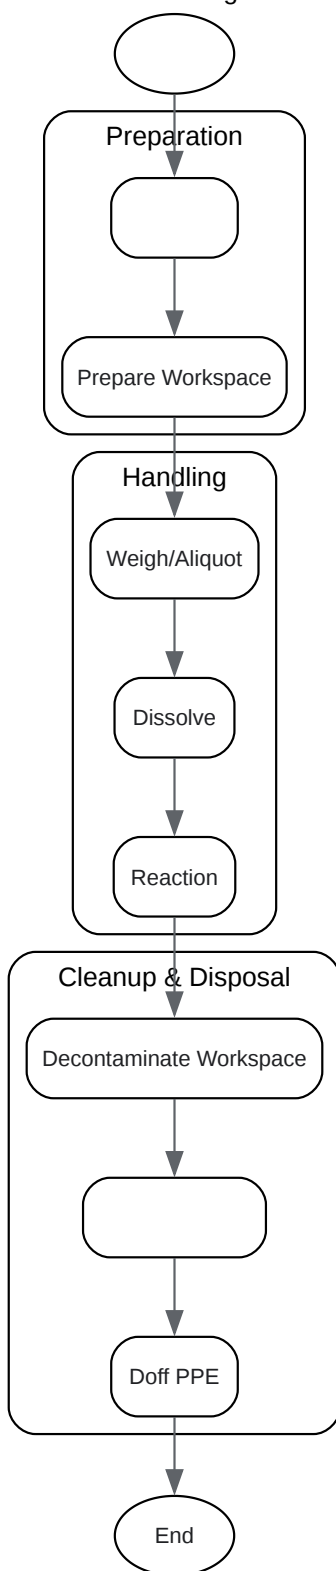 Preparation
Prepare Workspace
Handling
Weigh/Aliquot
Dissolve
Reaction
Cleanup & Disposal
Decontaminate Workspace
Doff PPE
End